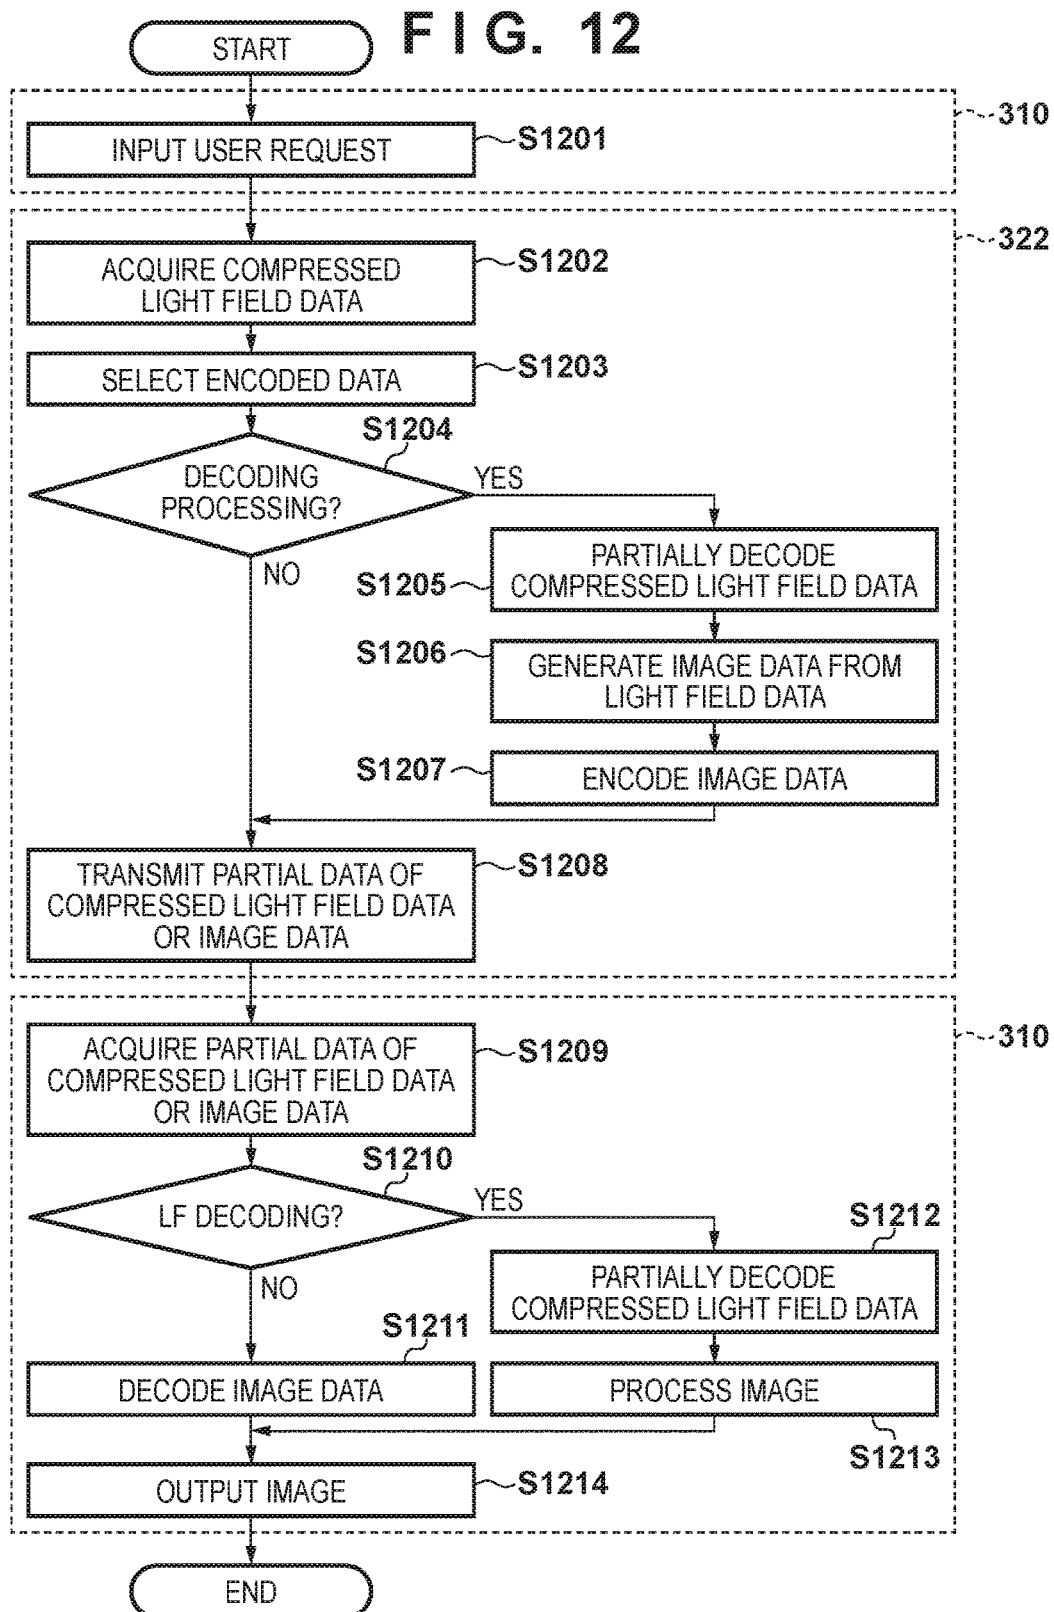 F I G. 12
START
310
INPUT USER REQUEST
S1201
322
ACQUIRE COMPRESSED
LIGHT FIELD DATA
S1202
SELECT ENCODED DATA
S1203
S1204
DECODING
PROCESSING?
YES
NO
PARTIALLY DECODE
COMPRESSED LIGHT FIELD DATA
S1205
S1206
GENERATE IMAGE DATA FROM
LIGHT FIELD DATA
S1207
ENCODE IMAGE DATA
TRANSMIT PARTIAL DATA OF
COMPRESSED LIGHT FIELD DATA
OR IMAGE DATA
S1208
310
ACQUIRE PARTIAL DATA OF
COMPRESSED LIGHT FIELD DATA
OR IMAGE DATA
S1209
S1210
LF DECODING?
YES
NO
S1212
PARTIALLY DECODE
COMPRESSED LIGHT FIELD DATA
S1211
DECODE IMAGE DATA
PROCESS IMAGE
S1213
OUTPUT IMAGE
S1214
END